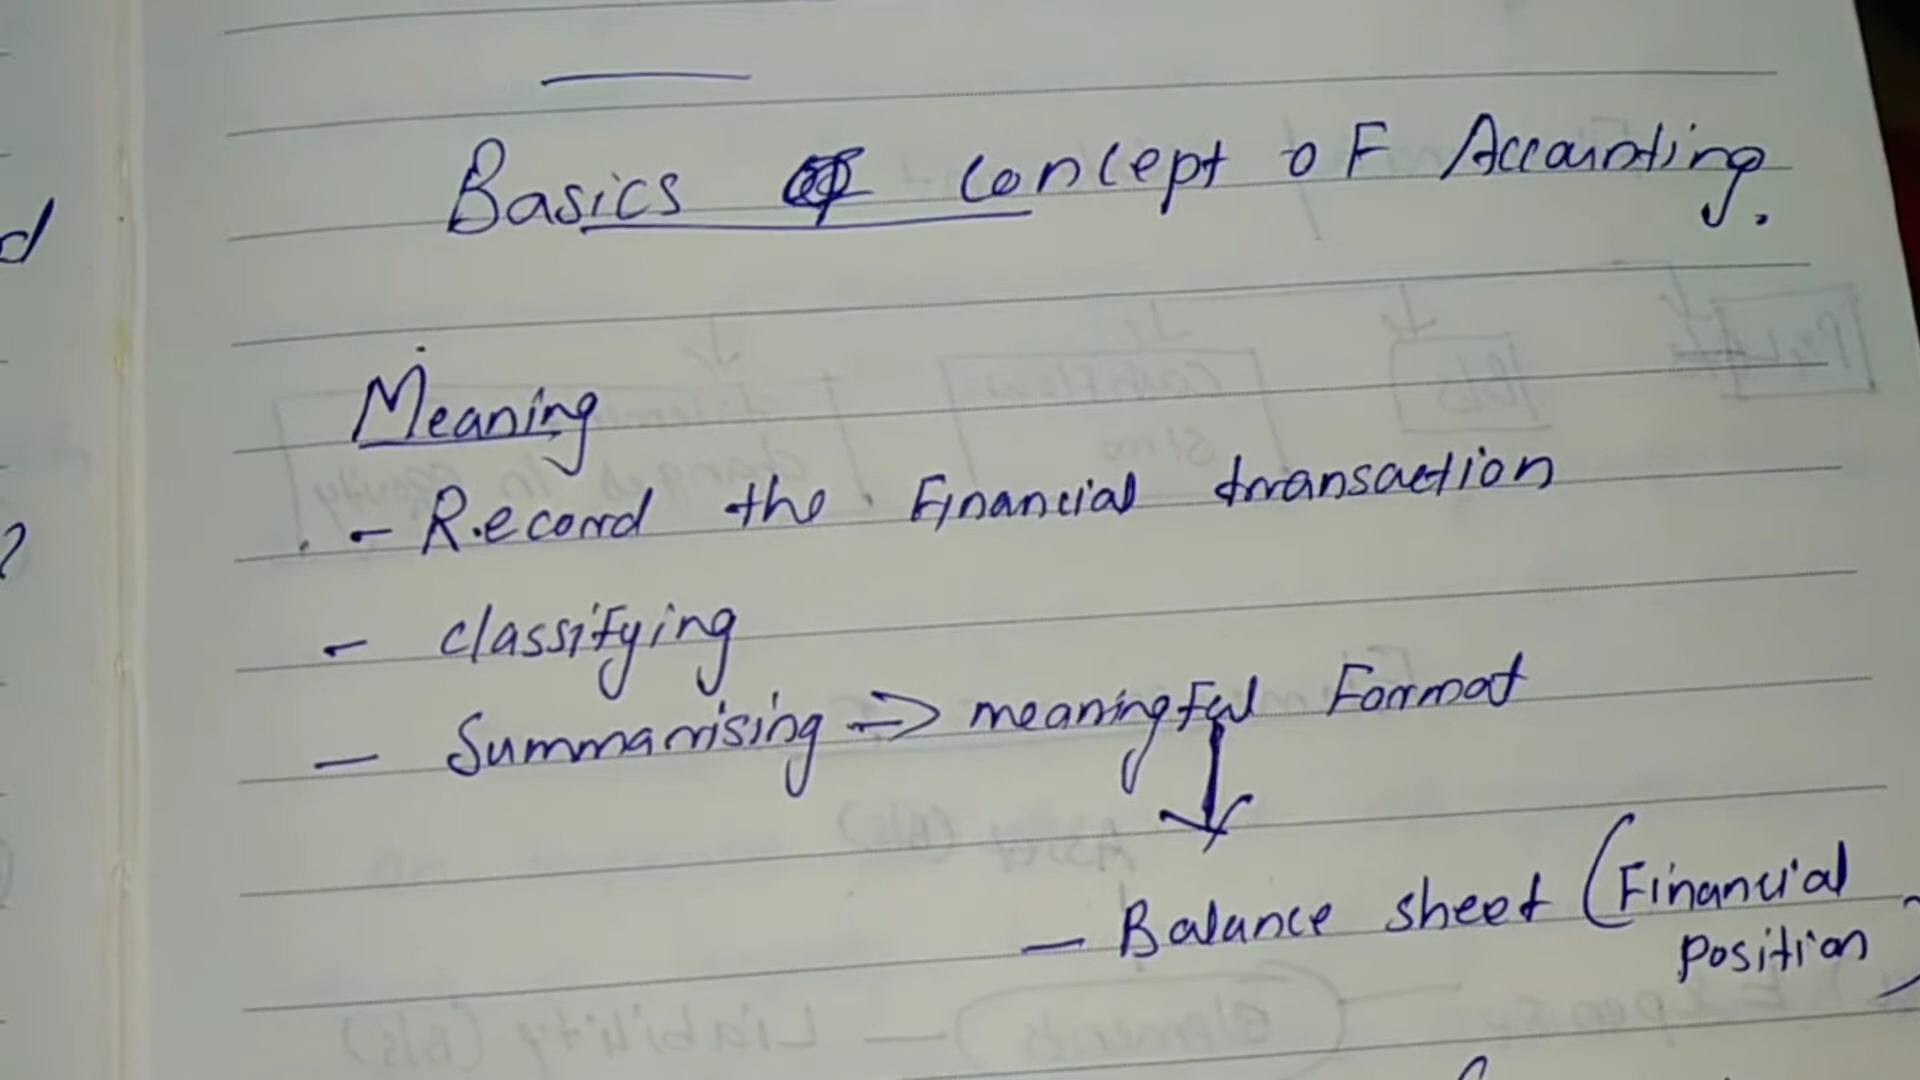 Basics concept of Accounting.
Meaning
- Record the Financial transaction
- classifying
- Summarising => meaningful Format
- Balance sheet (Financial
position)